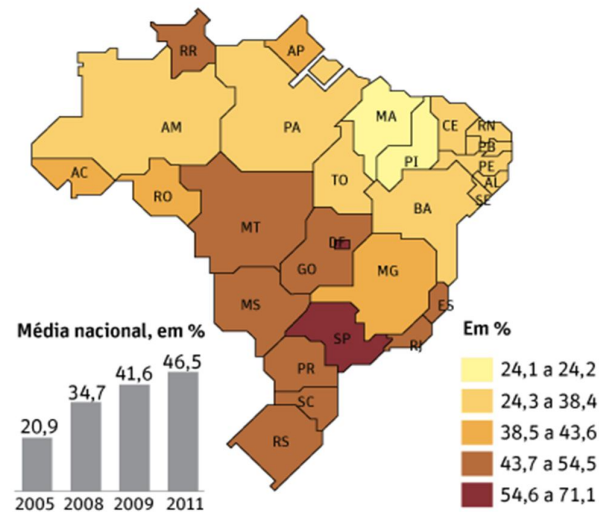 RR
AP
AM
PA
MA
CE
RN
PB
PI
PE
AL
SE
AC
RO
TO
BA
MT
DF
GO
MG
MS
ES
SP
RJ
PR
SC
RS
Média nacional, em %
20,9
34,7
41,6
46,5
2005 2008 2009 2011
Em %
24,1 a 24,2
24,3 a 38,4
38,5 a 43,6
43,7 a 54,5
54,6 a 71,1